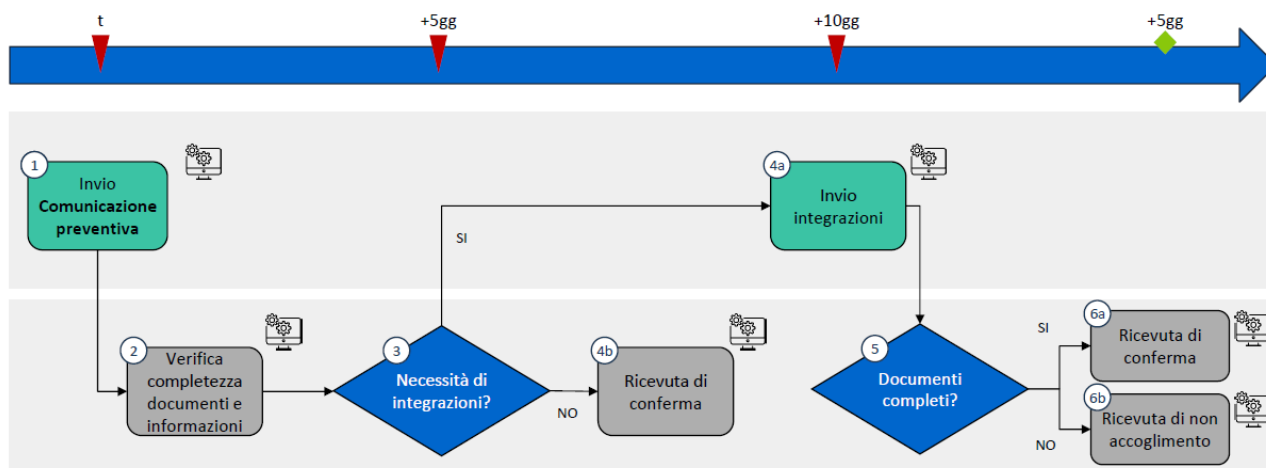 t
+5gg
+10gg
+5gg
1
Invio
Comunicazione
preventiva
4a
Invio
integrazioni
SI
2
Verifica
completezza
documenti e
informazioni
3
Necessità di
integrazioni?
NO
4b
Ricevuta di
conferma
5
Documenti
completi?
SI
NO
6a
Ricevuta di
conferma
6b
Ricevuta di non
accoglimento